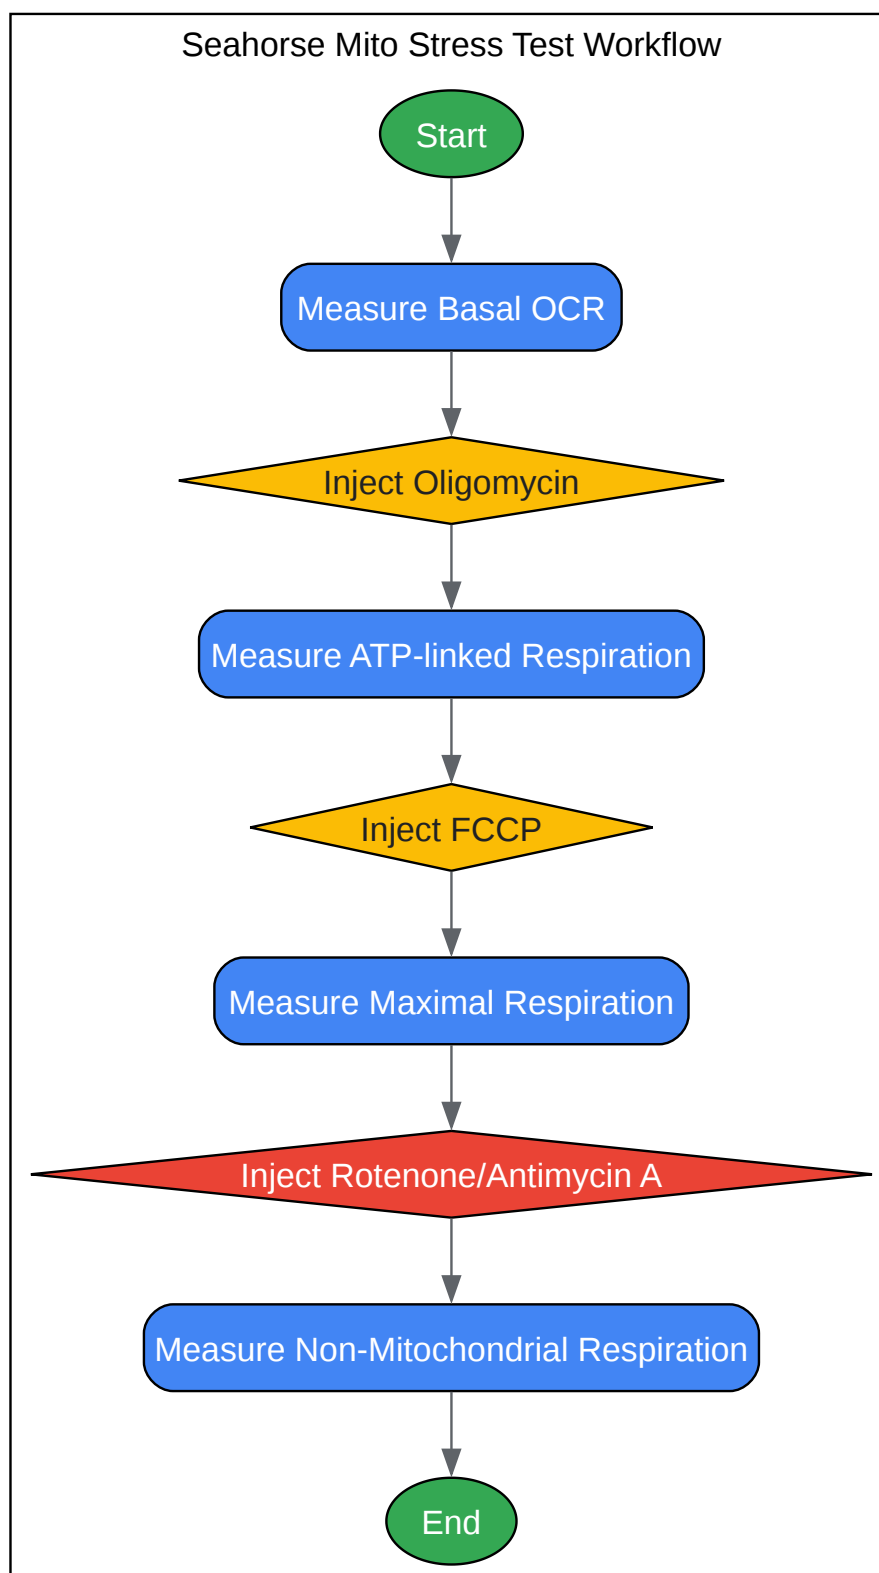 Seahorse Mito Stress Test Workflow
Start
Measure Basal OCR
Inject Oligomycin
Measure ATP-linked Respiration
Inject FCCP
Measure Maximal Respiration
Inject Rotenone/Antimycin A
Measure Non-Mitochondrial Respiration
End